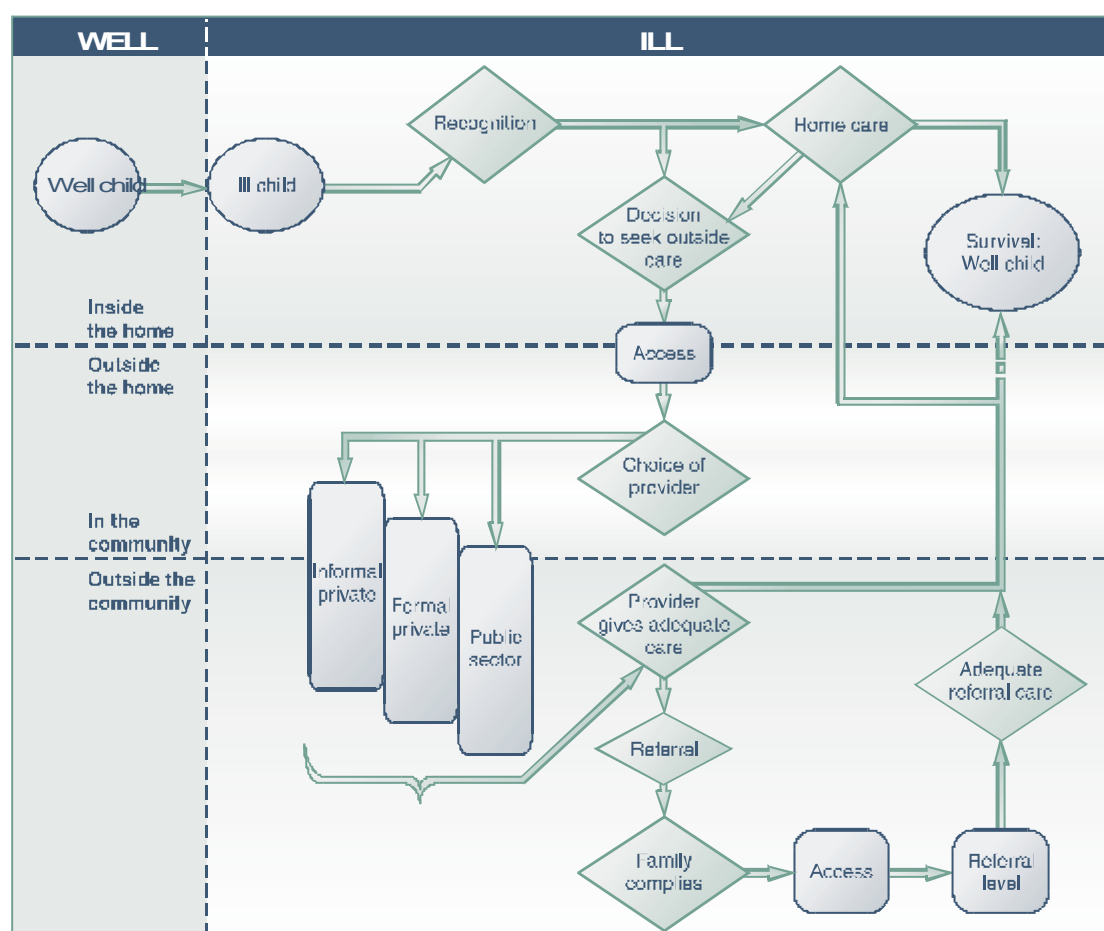 WELL
ILL
Well child
Ill child
Recognition
Home care
Decision
to seek outside
care
Survival:
Well child
Inside
the home
Outside
the home
Access
Choice of
provider
In the
community
Outside the
community
Informal
private
Formal
private
Public
sector
Provider
gives adequate
care
Adequate
referral care
Referral
Family
complies
Access
Referral
level